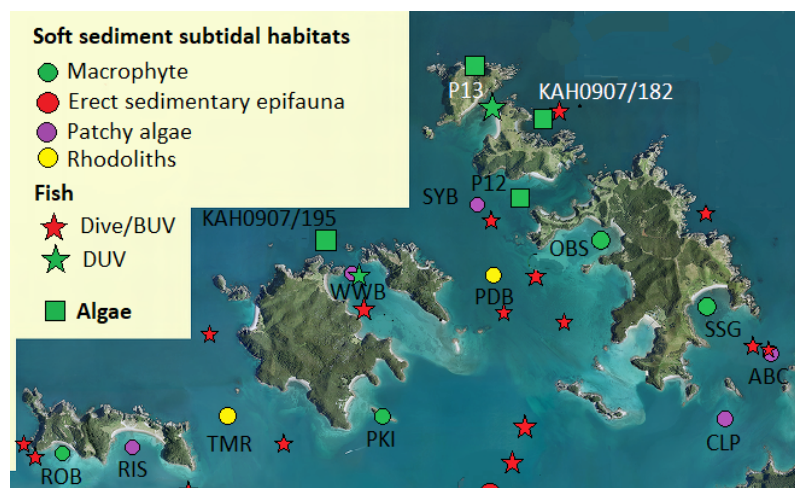 Soft sediment subtidal habitats
Macrophyte
Erect sedimentary epifauna
Patchy algae
Rhodoliths
Fish
Dive/BUV
DUV
Algae
P13
KAH0907/182
P12
SYB
KAH0907/195
OBS
WWB
PDB
SSG
ABC
TMR
PKI
CLP
ROB
RIS